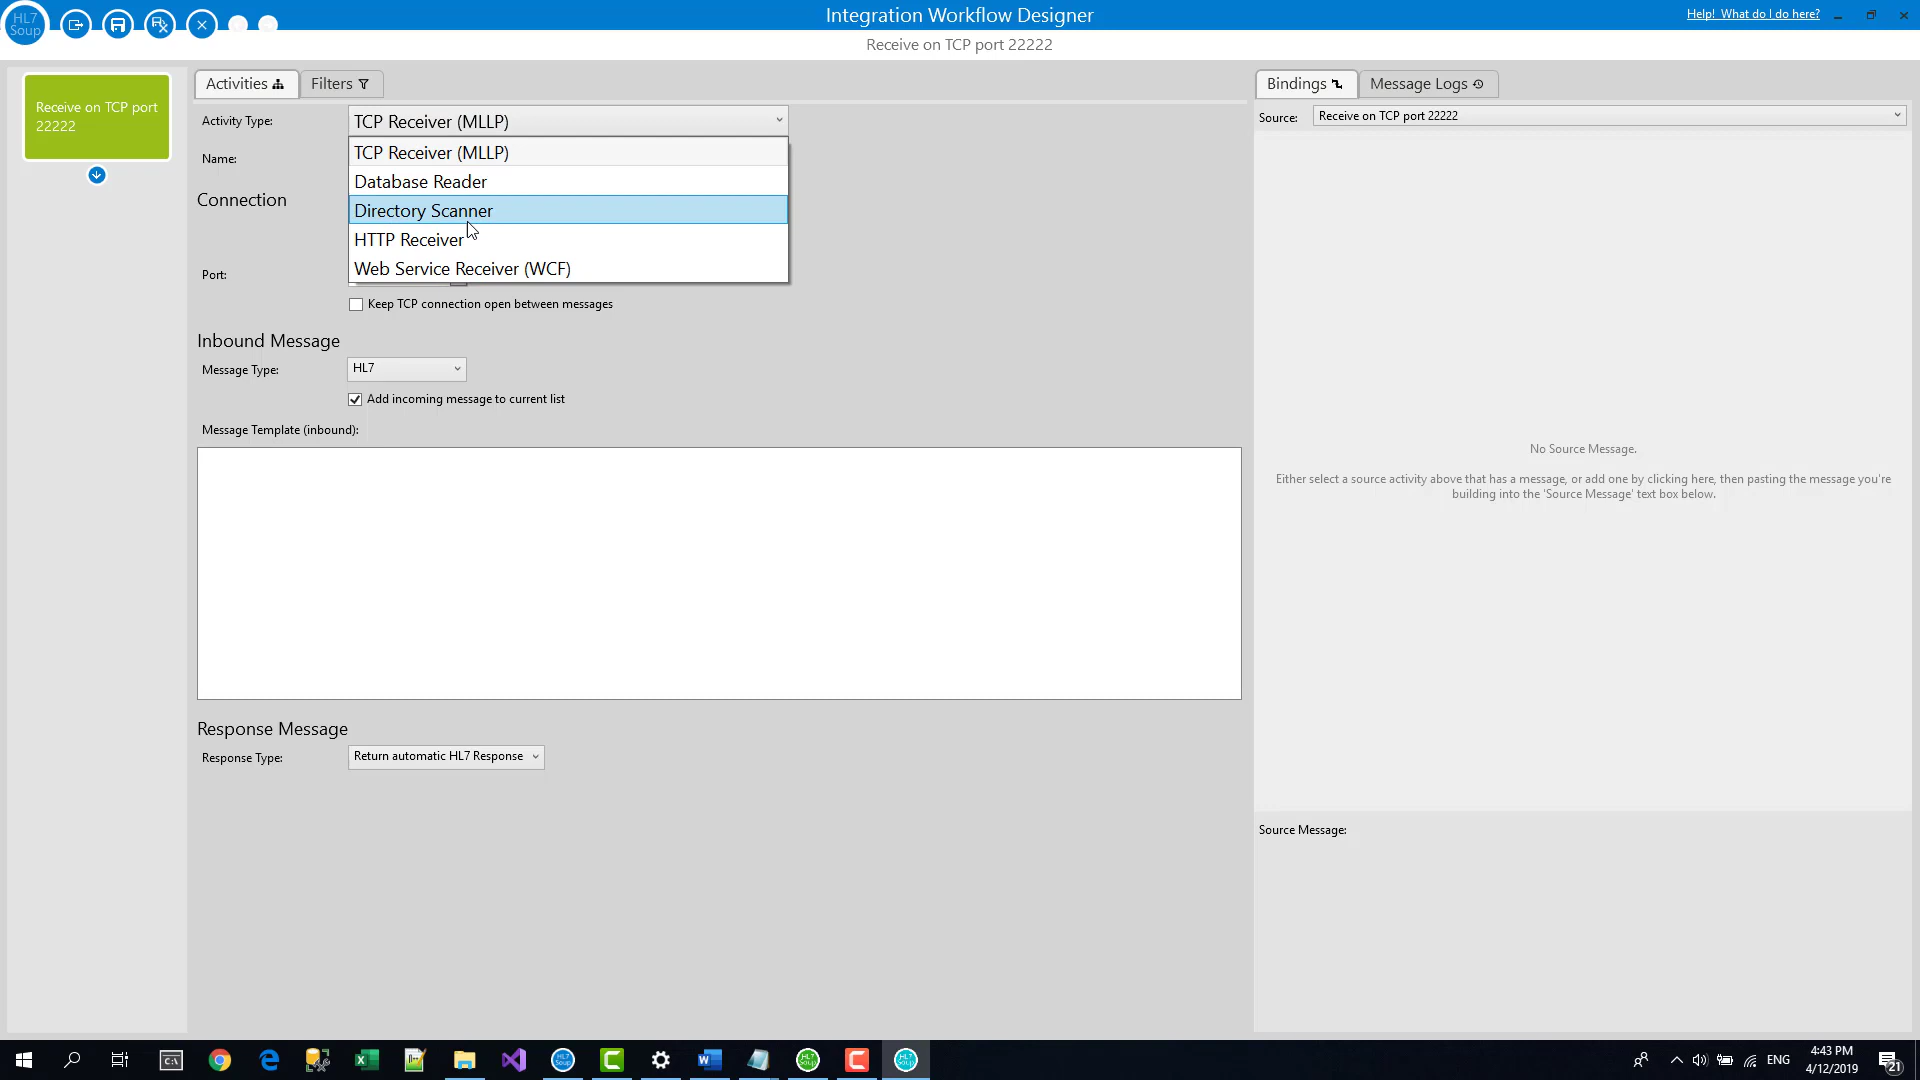 HL7
Soup
Integration Workflow Designer
Help! What do I do here?
Receive on TCP port 22222
Receive on TCP port
22222
Activities
Filters
Activity Type:
TCP Receiver (MLLP)
TCP Receiver (MLLP)
Name:
Database Reader
Connection
Directory Scanner
HTTP Receiver
Web Service Receiver (WCF)
Port:
Keep TCP connection open between messages
Inbound Message
Message Type:
HL7
Add incoming message to current list
Message Template (inbound):
Response Message
Response Type:
Return automatic HL7 Response
Bindings
Message Logs
Source:
Receive on TCP port 22222
No Source Message.
Either select a source activity above that has a message, or add one by clicking here, then pasting the message you're
building into the 'Source Message' text box below.
Source Message:
C:\
HL7
Soup
HL7
Soup
HL7
Soup
ENG
4:43 PM
4/12/2019
21